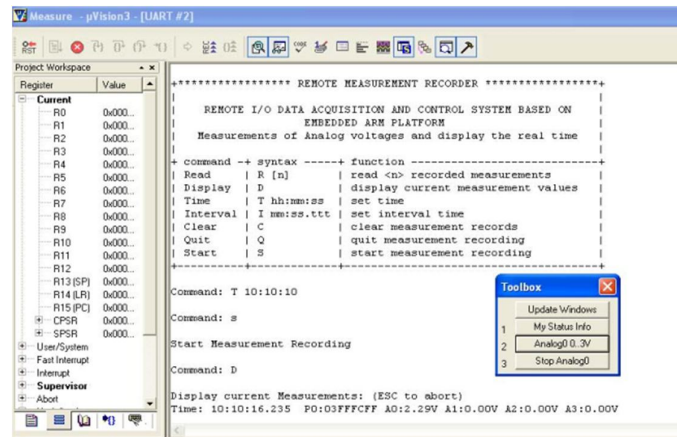 Measure - µVision3 - [UART #2]
Project Workspace
Register Value
Current
R0 0x000...
R1 0x000...
R2 0x000...
R3 0x000...
R4 0x000...
R5 0x000...
R6 0x000...
R7 0x000...
R8 0x000...
R9 0x000...
R10 0x000...
R11 0x000...
R12 0x000...
R13 (SP) 0x000...
R14 (LR) 0x000...
R15 (PC) 0x000...
CPSR 0x000...
SPSR 0x000...
User/System
Fast Interrupt
Interrupt
Supervisor
Abort
+***************** REMOTE MEASUREMENT RECORDER *****************+
| REMOTE I/O DATA ACQUISITION AND CONTROL SYSTEM BASED ON |
EMBEDDED ARM PLATFORM
| Measurements of Analog voltages and display the real time |
+ command -+ syntax -----+ function --------------------------+
| Read | R [n] | read <n> recorded measurements |
| Display | D | display current measurement values |
| Time | T hh:mm:ss | set time |
| Interval | I mm:ss.ttt | set interval time |
| Clear | C | clear measurement records |
| Quit | Q | quit measurement recording |
| Start | S | start measurement recording |
Command: T 10:10:10
Command: s
Start Measurement Recording
Command: D
Display current Measurements: (ESC to abort)
Time: 10:10:16.235 P0:03FFFCFF A0:2.29V A1:0.00V A2:0.00V A3:0.00V
Toolbox
Update Windows
1 My Status Info
2 Analog0 0..3V
3 Stop Analog0